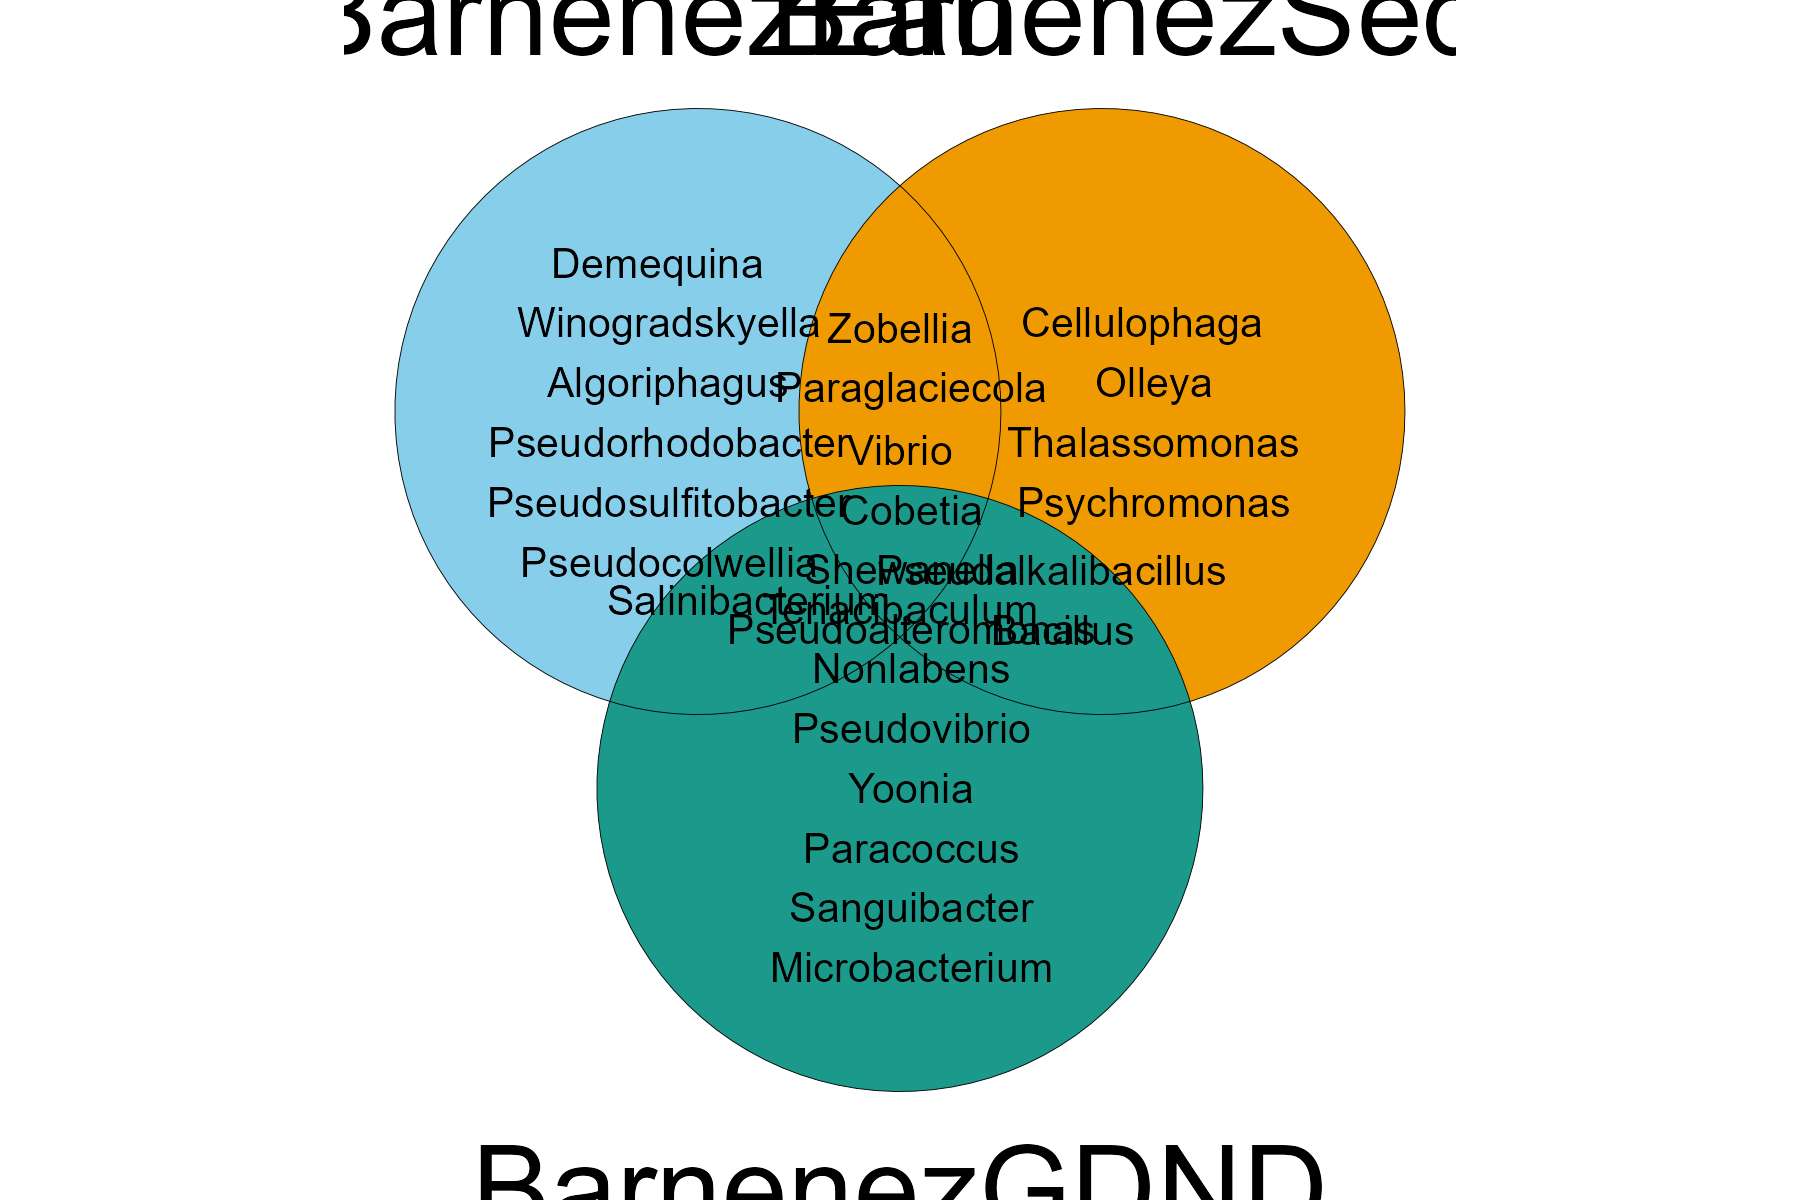 BarnenezEau
BarnenezSed
Demequina
Winogradskyella
Algoriphagus
Pseudorhodobacter
Pseudosulfitobacter
Pseudocolwellia
Zobellia
Paraglaciecola
Vibrio
Cellulophaga
Olleya
Thalassomonas
Psychromonas
Cobetia
Shewanella
Pseudoalteromonas
Salinibacterium
Pseudalkalibacillus
Bacillus
Tenacibaculum
Nonlabens
Pseudovibrio
Yoonia
Paracoccus
Sanguibacter
Microbacterium
BarnenezGDND